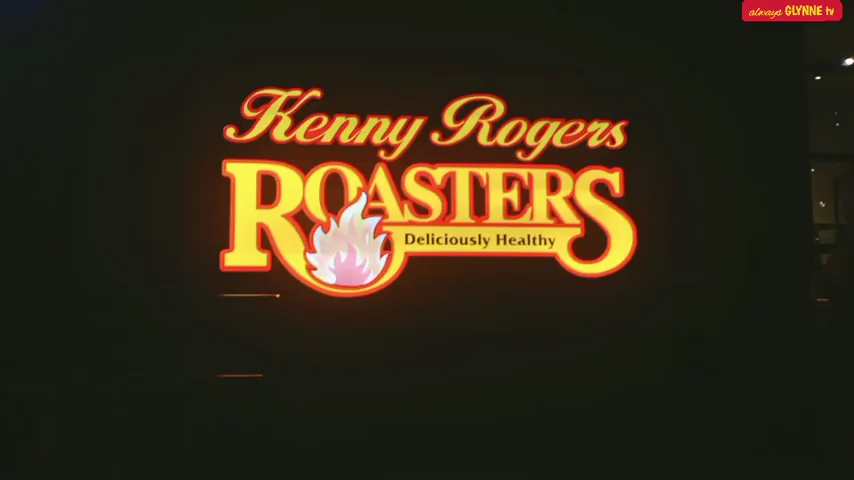 always GLYNNE tv
Kenny Rogers
ROASTERS
Deliciously Healthy